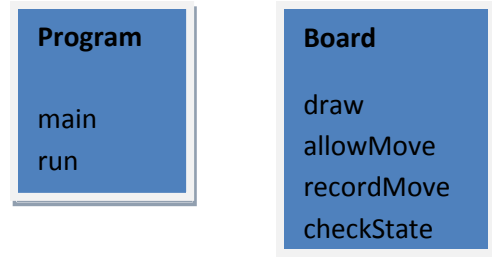 Program
main
run
Board
draw
allowMove
recordMove
checkState